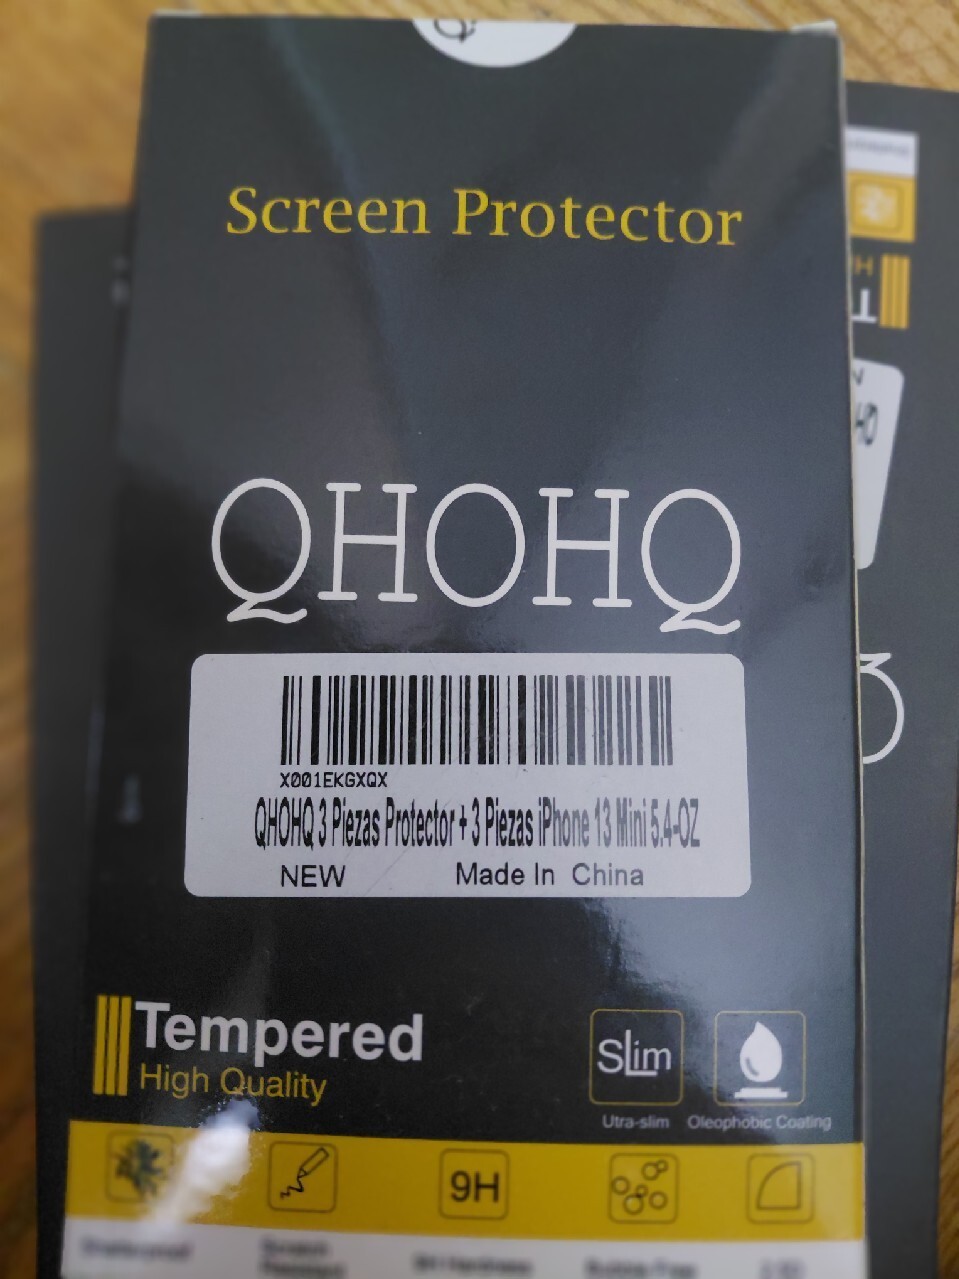 Screen Protector
QHOHQ
X001EKGXQX
QHOHQ 3 Piezas Protector + 3 Piezas iPhone 13 Mini 5.4-OZ
NEW Made In China
Tempered
High Quality
SLim
Utra-slim Oleophobic Coating
9H